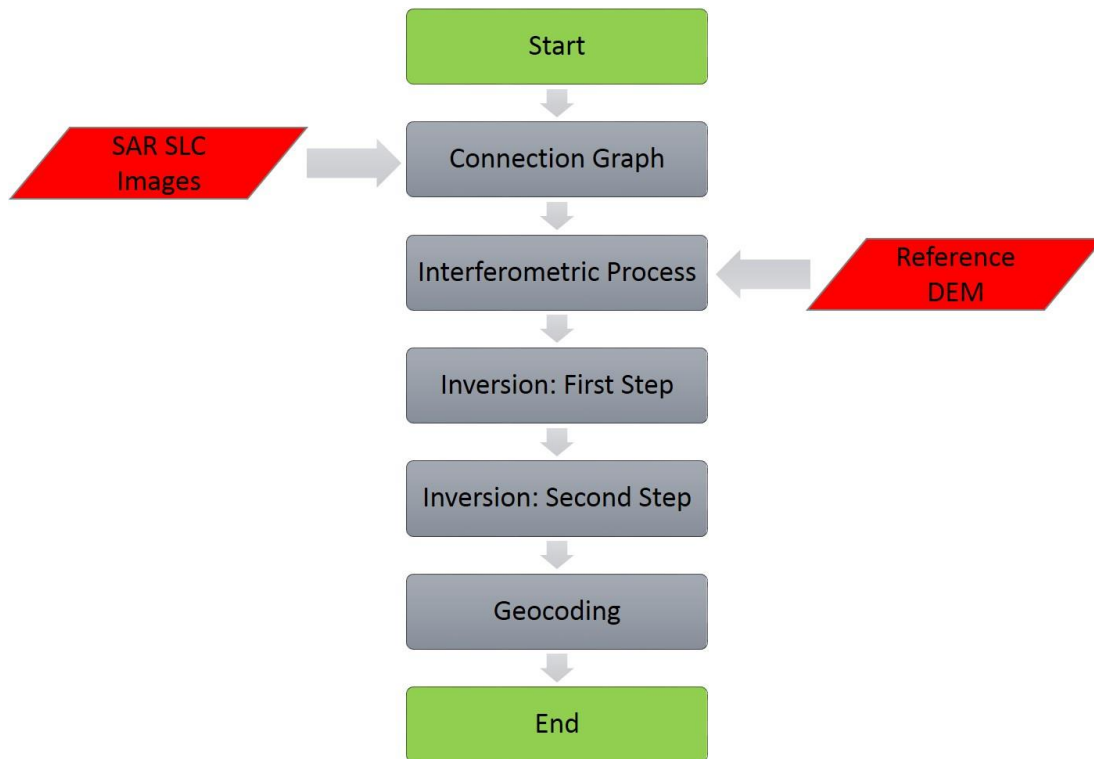 Start
SAR SLC
Images
Connection Graph
Interferometric Process
Reference
DEM
Inversion: First Step
Inversion: Second Step
Geocoding
End